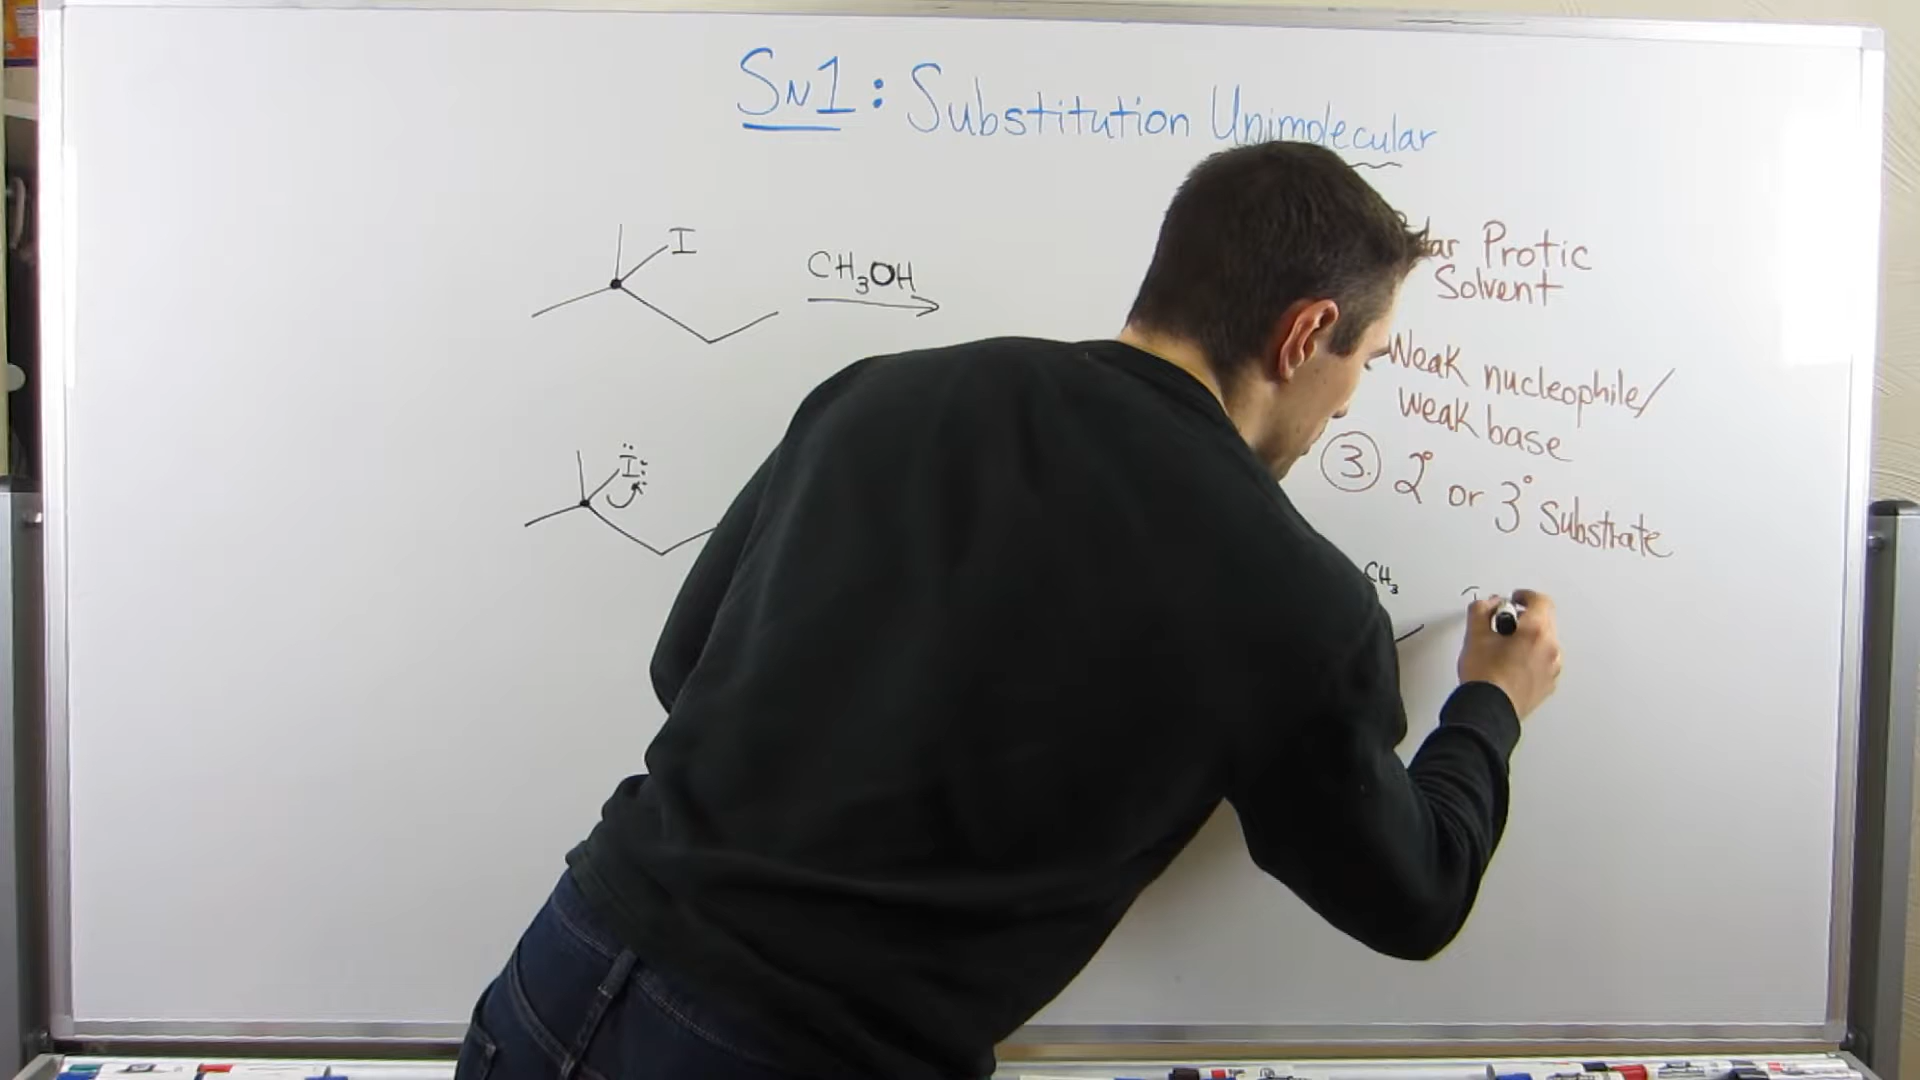 SN1: Substitution Unimolecular
I
CH3OH
Protic
Solvent
Weak nucleophile/
weak base
3. 2° or 3° Substrate
I
CH3